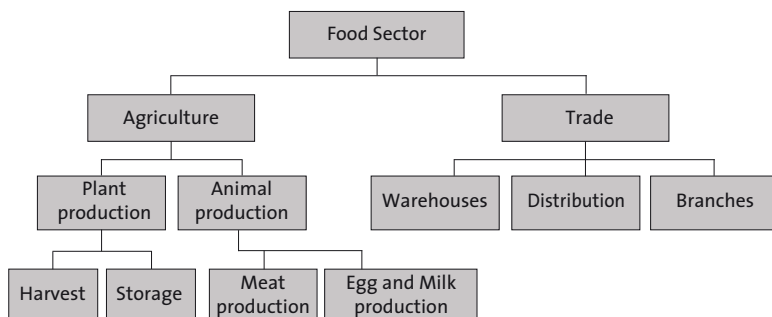 Food Sector
Agriculture
Trade
Plant
production
Animal
production
Warehouses
Distribution
Branches
Harvest
Storage
Meat
production
Egg and Milk
production